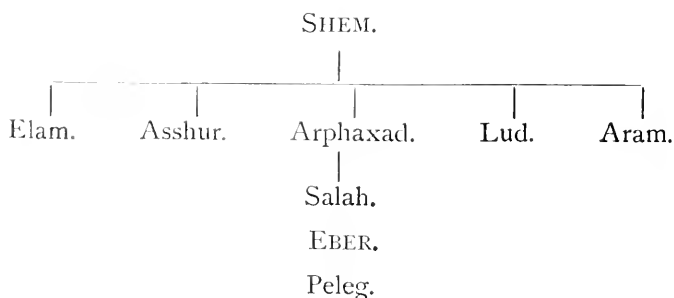 SHEM.
Elam. Asshur. Arphaxad. Lud. Aram.
Salah.
EBER.
Peleg.